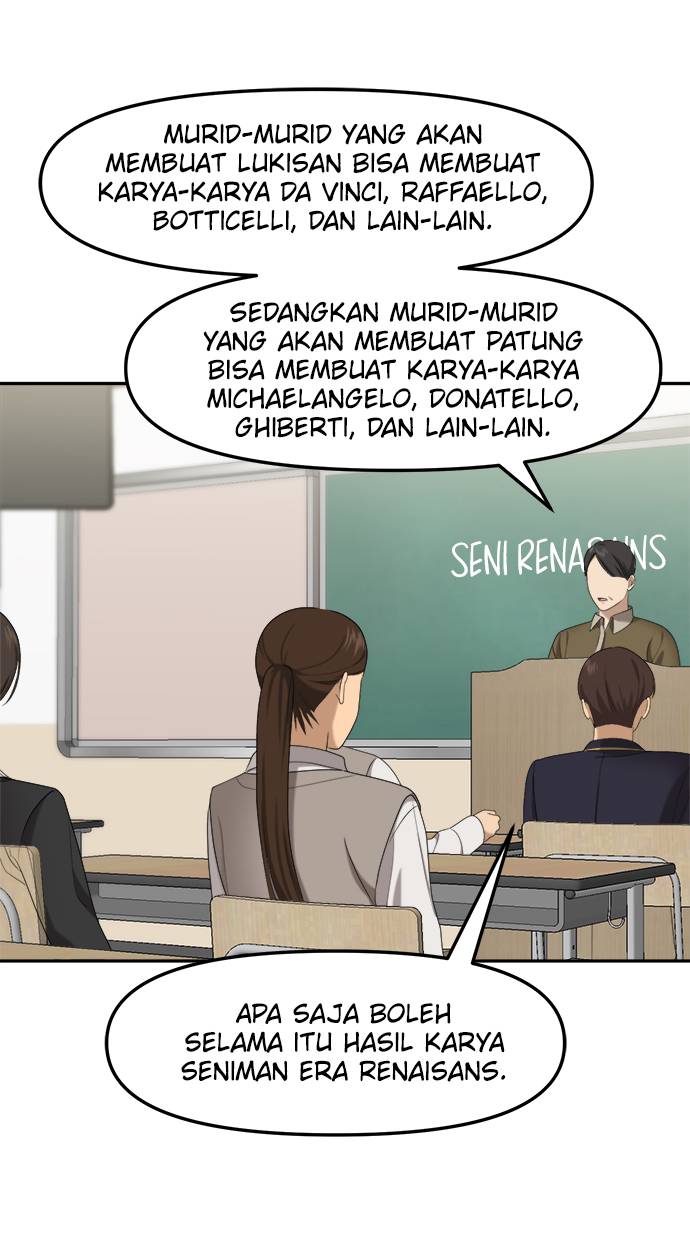 MURID-MURID YANG AKAN
MEMBUAT LUKISAN BISA MEMBUAT
KARYA-KARYA DA VINCI, RAFFAELLO,
BOTTICELLI, DAN LAIN-LAIN.
SEDANGKAN MURID-MURID
YANG AKAN MEMBUAT PATUNG
BISA MEMBUAT KARYA-KARYA
MICHAELANGELO, DONATELLO,
GHIBERTI, DAN LAIN-LAIN.
SENI
APA SAJA BOLEH
SELAMA ITU HASIL KARYA
SENIMAN ERA RENAISANS.